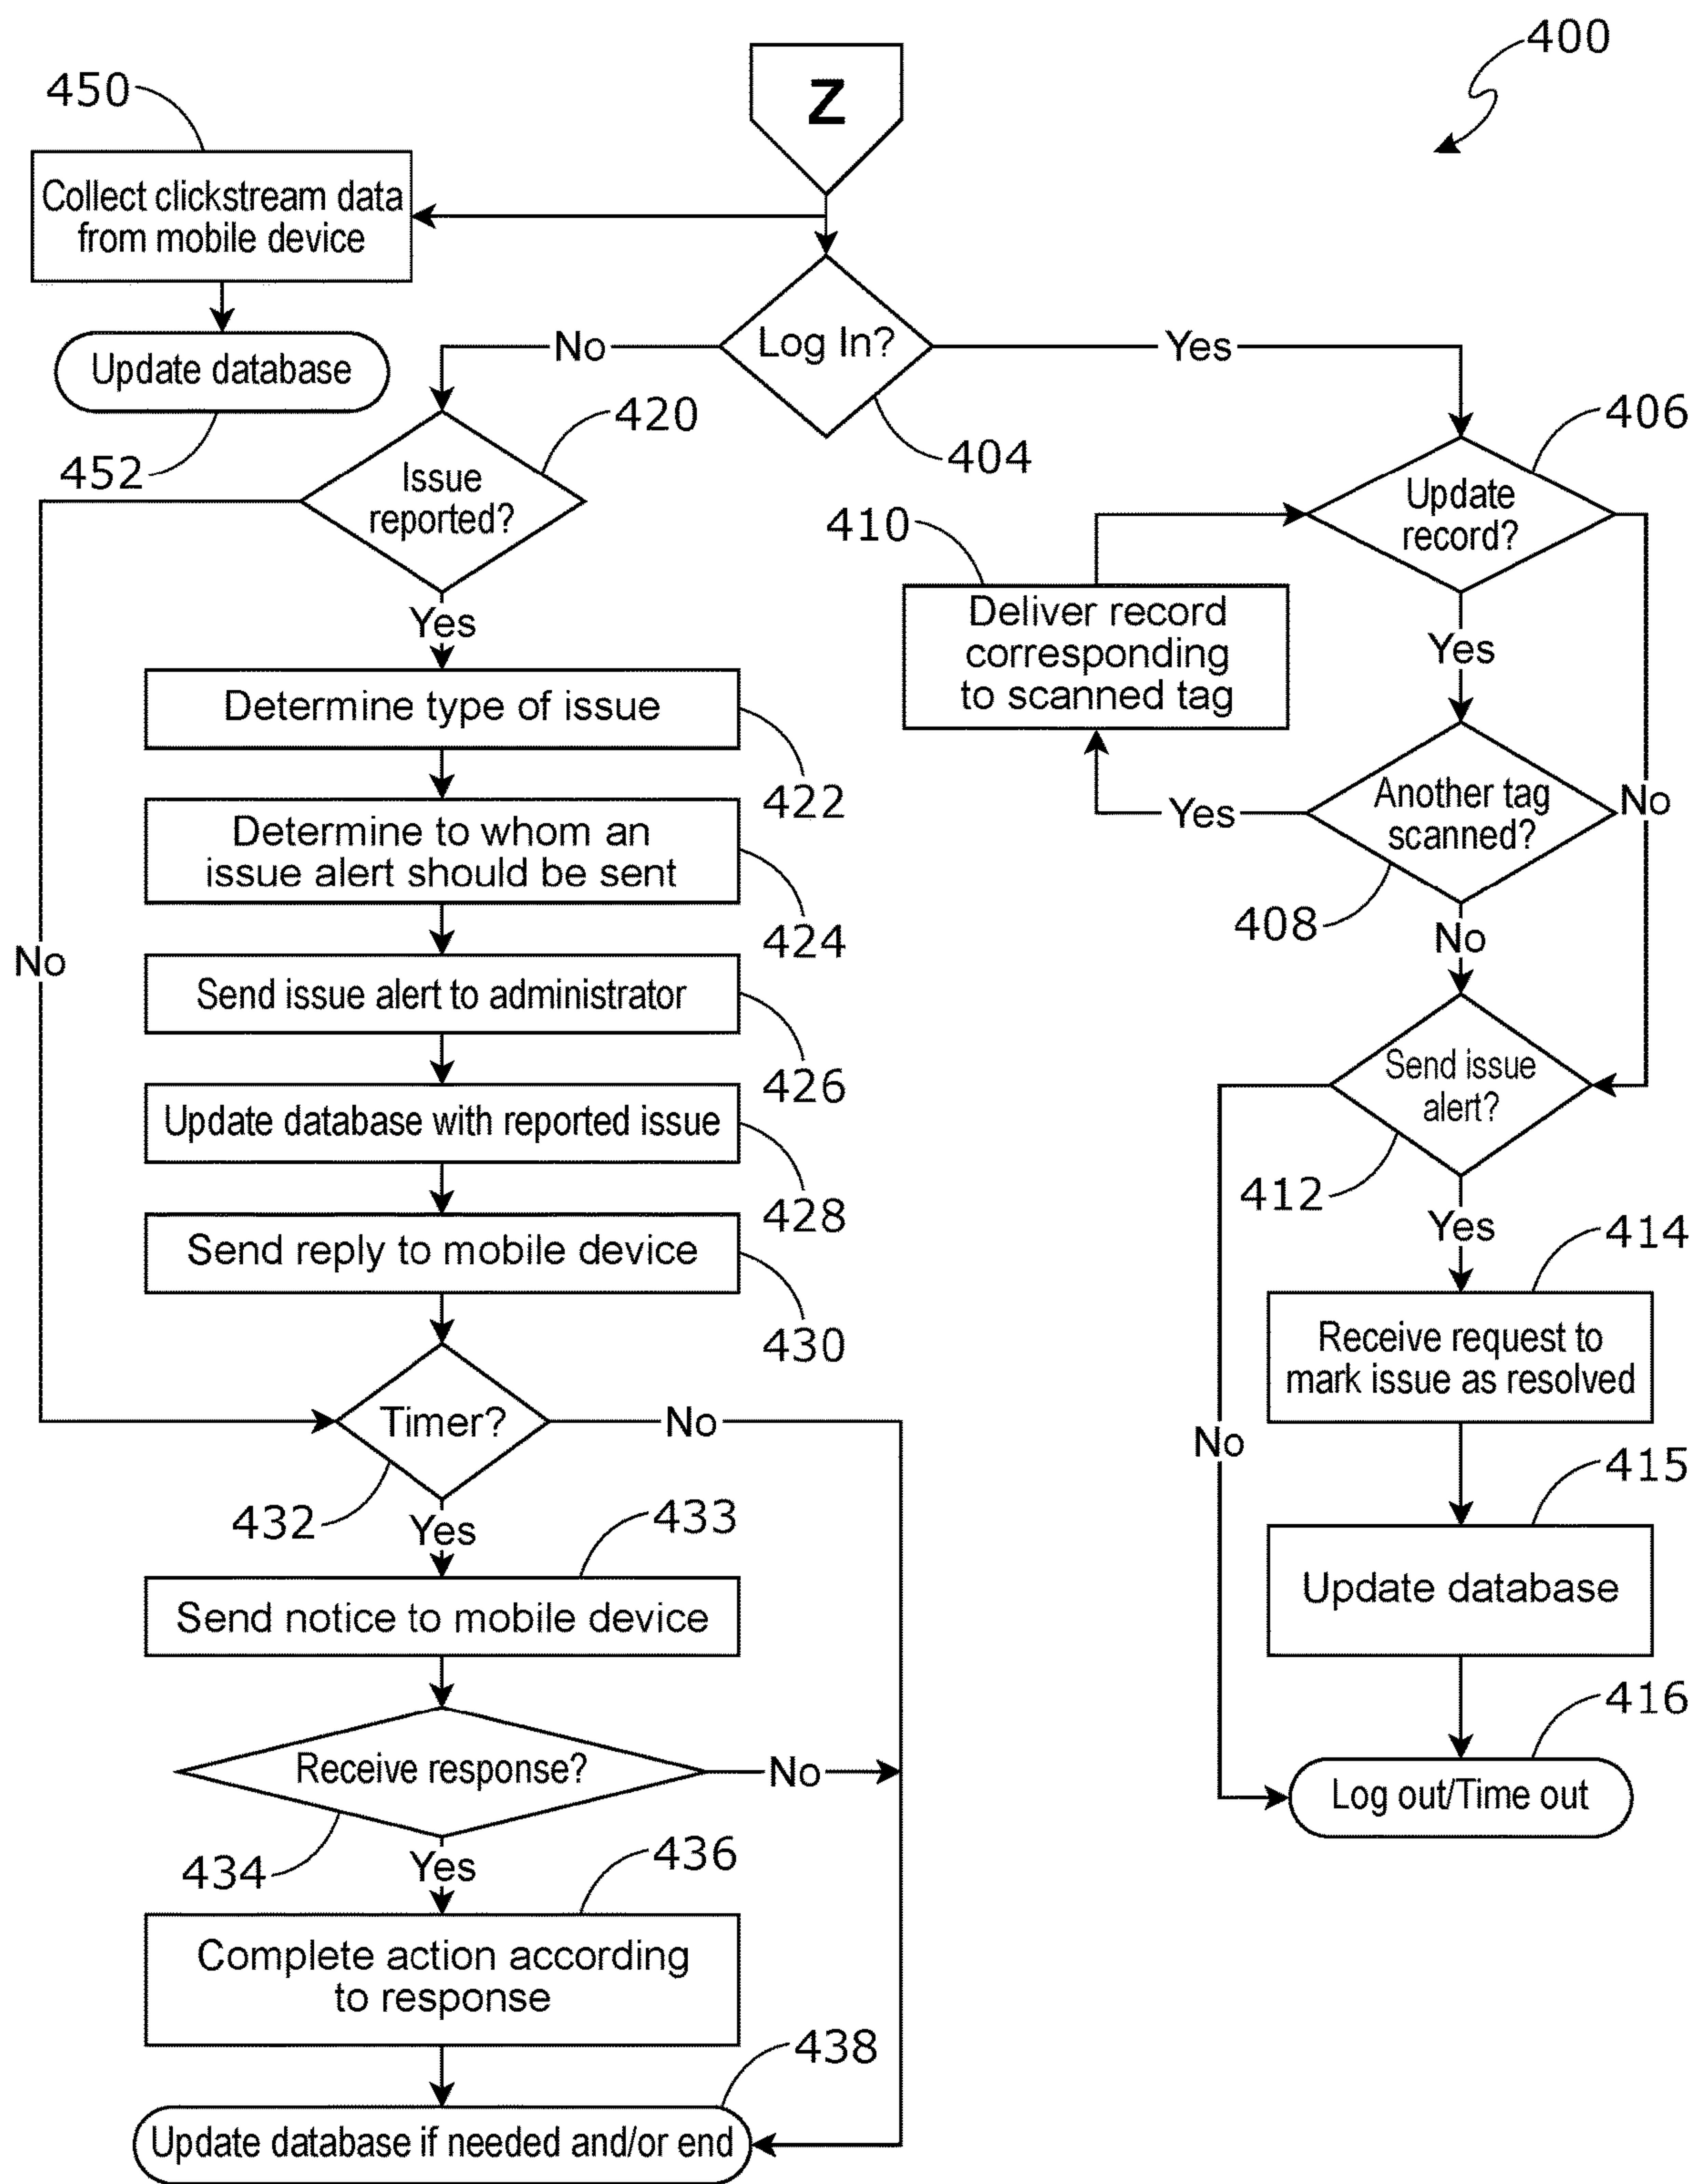 400
Z
450
Collect clickstream data
from mobile device
Update database
452
Log In?
404
No
Yes
420
Issue
reported?
No
Yes
Determine type of issue
422
Determine to whom an
issue alert should be sent
424
Send issue alert to administrator
426
Update database with reported issue
428
Send reply to mobile device
430
Timer?
432
No
Yes
433
Send notice to mobile device
Receive response?
434
No
Yes
436
Complete action according
to response
438
Update database if needed and/or end
406
Update
record?
Yes
No
410
Deliver record
corresponding
to scanned tag
Another tag
scanned?
408
Yes
No
Send issue
alert?
412
Yes
No
414
Receive request to
mark issue as resolved
415
Update database
416
Log out/Time out